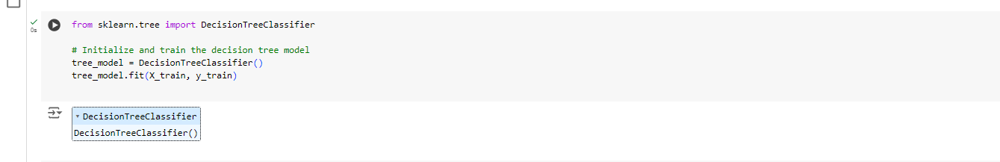 from sklearn.tree import DecisionTreeClassifier
# Initialize and train the decision tree model
tree_model = DecisionTreeClassifier()
tree_model.fit(X_train, y_train)
0s
DecisionTreeClassifier
DecisionTreeClassifier()